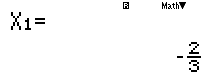 R Math▼
X1=
-2/3